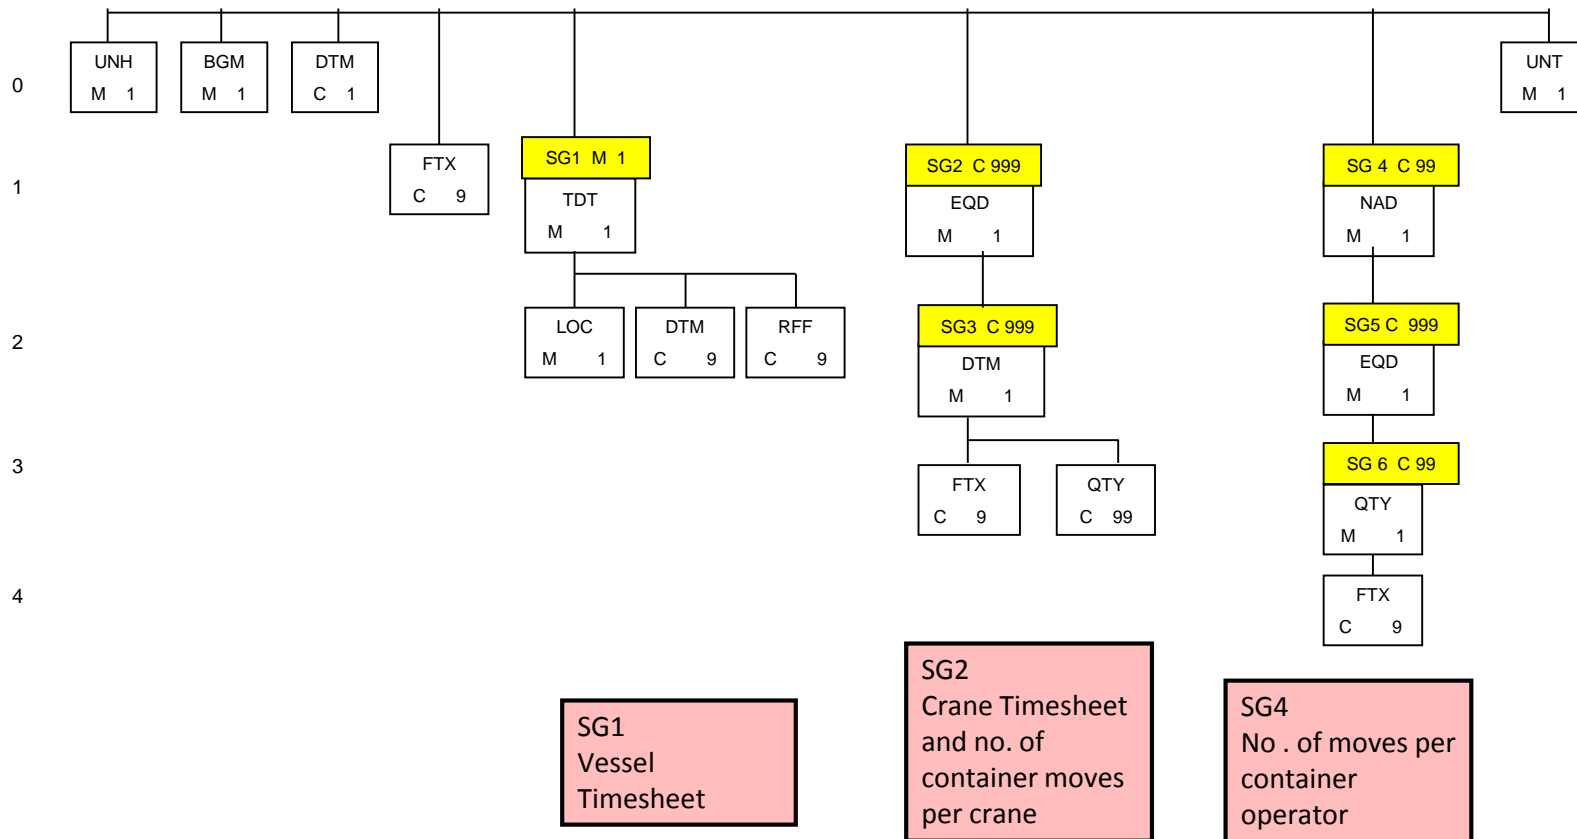 0
UNH
M 1
BGM
M 1
DTM
C 1
UNT
M 1
1
FTX
C 9
SG1 M 1
TDT
M 1
SG2 C 999
EQD
M 1
SG 4 C 99
NAD
M 1
2
LOC
M 1
DTM
C 9
RFF
C 9
SG3 C 999
DTM
M 1
SG5 C 999
EQD
M 1
3
FTX
C 9
QTY
C 99
SG 6 C 99
QTY
M 1
4
FTX
C 9
SG1
Vessel
Timesheet
SG2
Crane Timesheet
and no. of
container moves
per crane
SG4
No . of moves per
container
operator